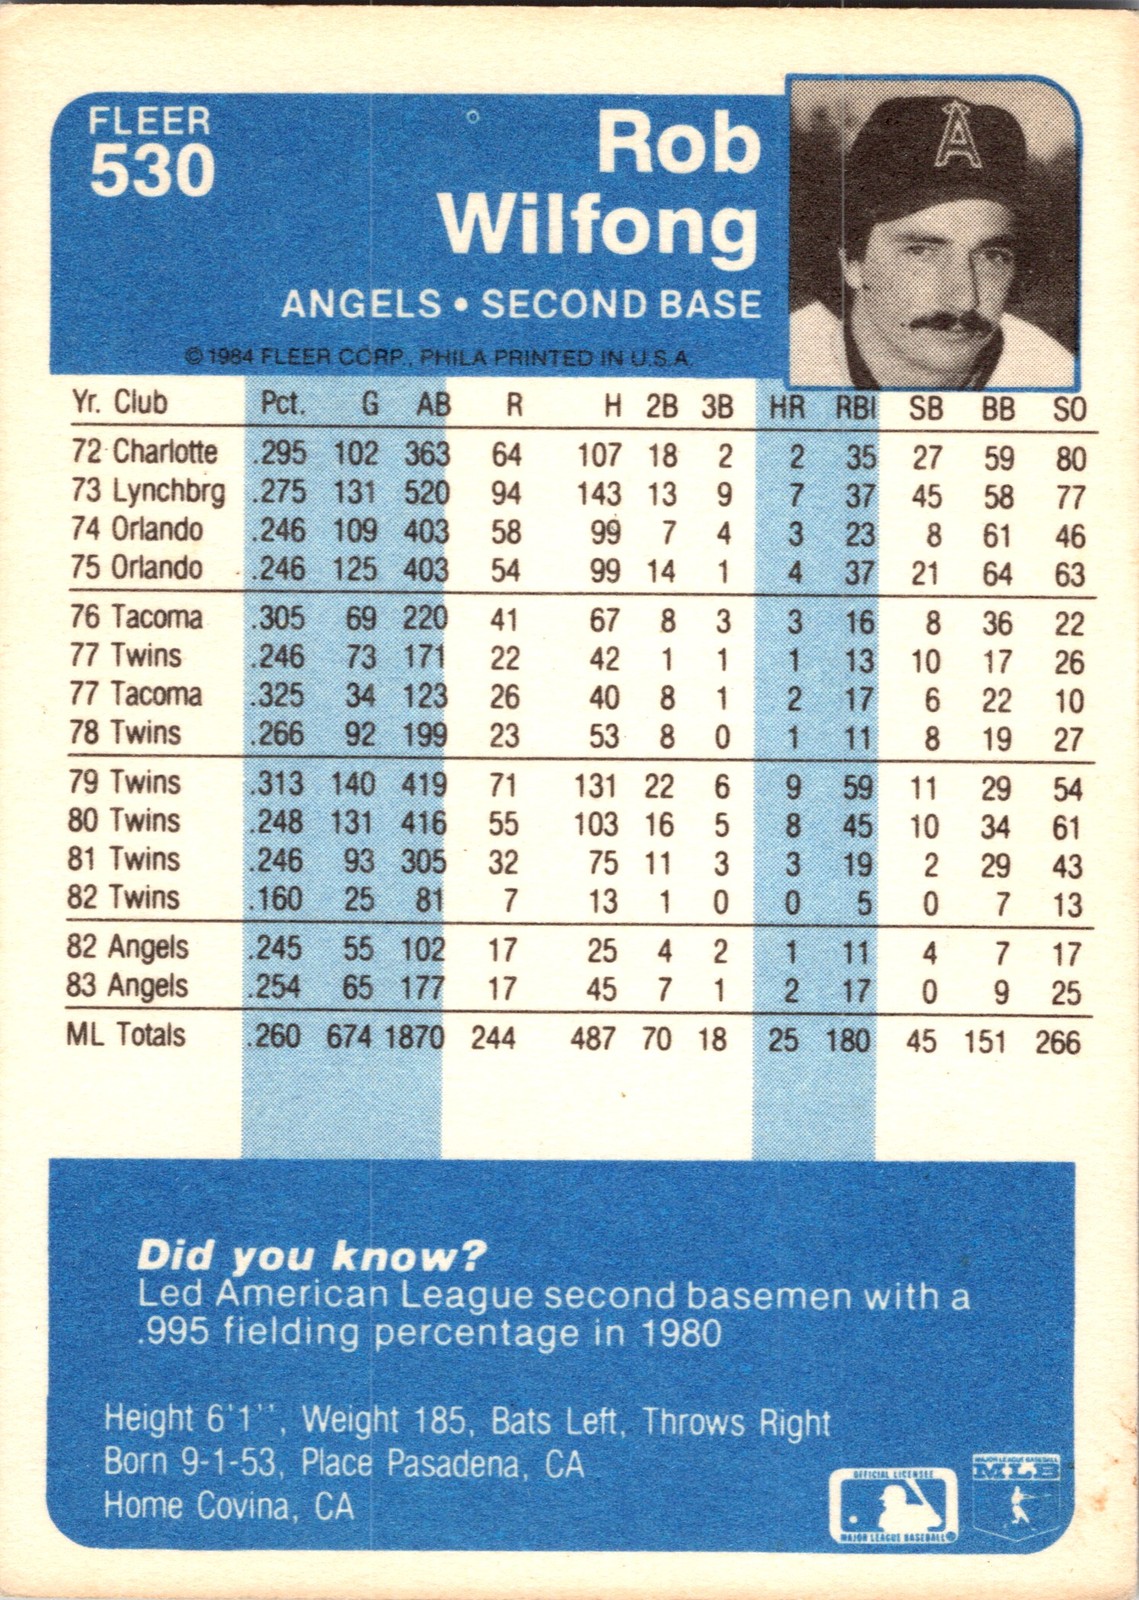 FLEER
530
Rob
Wilfong
ANGELS • SECOND BASE
© 1984 FLEER CORP., PHILA PRINTED IN U.S.A.
Yr. Club Pct. G AB R H 2B 3B HR RBI SB BB SO
72 Charlotte .295 102 363 64 107 18 2 2 35 27 59 80
73 Lynchbrg .275 131 520 94 143 13 9 7 37 45 58 77
74 Orlando .246 109 403 58 99 7 4 3 23 8 61 46
75 Orlando .246 125 403 54 99 14 1 4 37 21 64 63
76 Tacoma .305 69 220 41 67 8 3 3 16 8 36 22
77 Twins .246 73 171 22 42 1 1 1 13 10 17 26
77 Tacoma .325 34 123 26 40 8 1 2 17 6 22 10
78 Twins .266 92 199 23 53 8 0 1 11 8 19 27
79 Twins .313 140 419 71 131 22 6 9 59 11 29 54
80 Twins .248 131 416 55 103 16 5 8 45 10 34 61
81 Twins .246 93 305 32 75 11 3 3 19 2 29 43
82 Twins .160 25 81 7 13 1 0 0 5 0 7 13
82 Angels .245 55 102 17 25 4 2 1 11 4 7 17
83 Angels .254 65 177 17 45 7 1 2 17 0 9 25
ML Totals .260 674 1870 244 487 70 18 25 180 45 151 266
Did you know?
Led American League second basemen with a
.995 fielding percentage in 1980
Height 6'1'', Weight 185, Bats Left, Throws Right
Born 9-1-53, Place Pasadena, CA
Home Covina, CA
OFFICIAL LICENSEE
MAJOR LEAGUE BASEBALL®
MAJOR LEAGUE BASEBALL
MLB
A